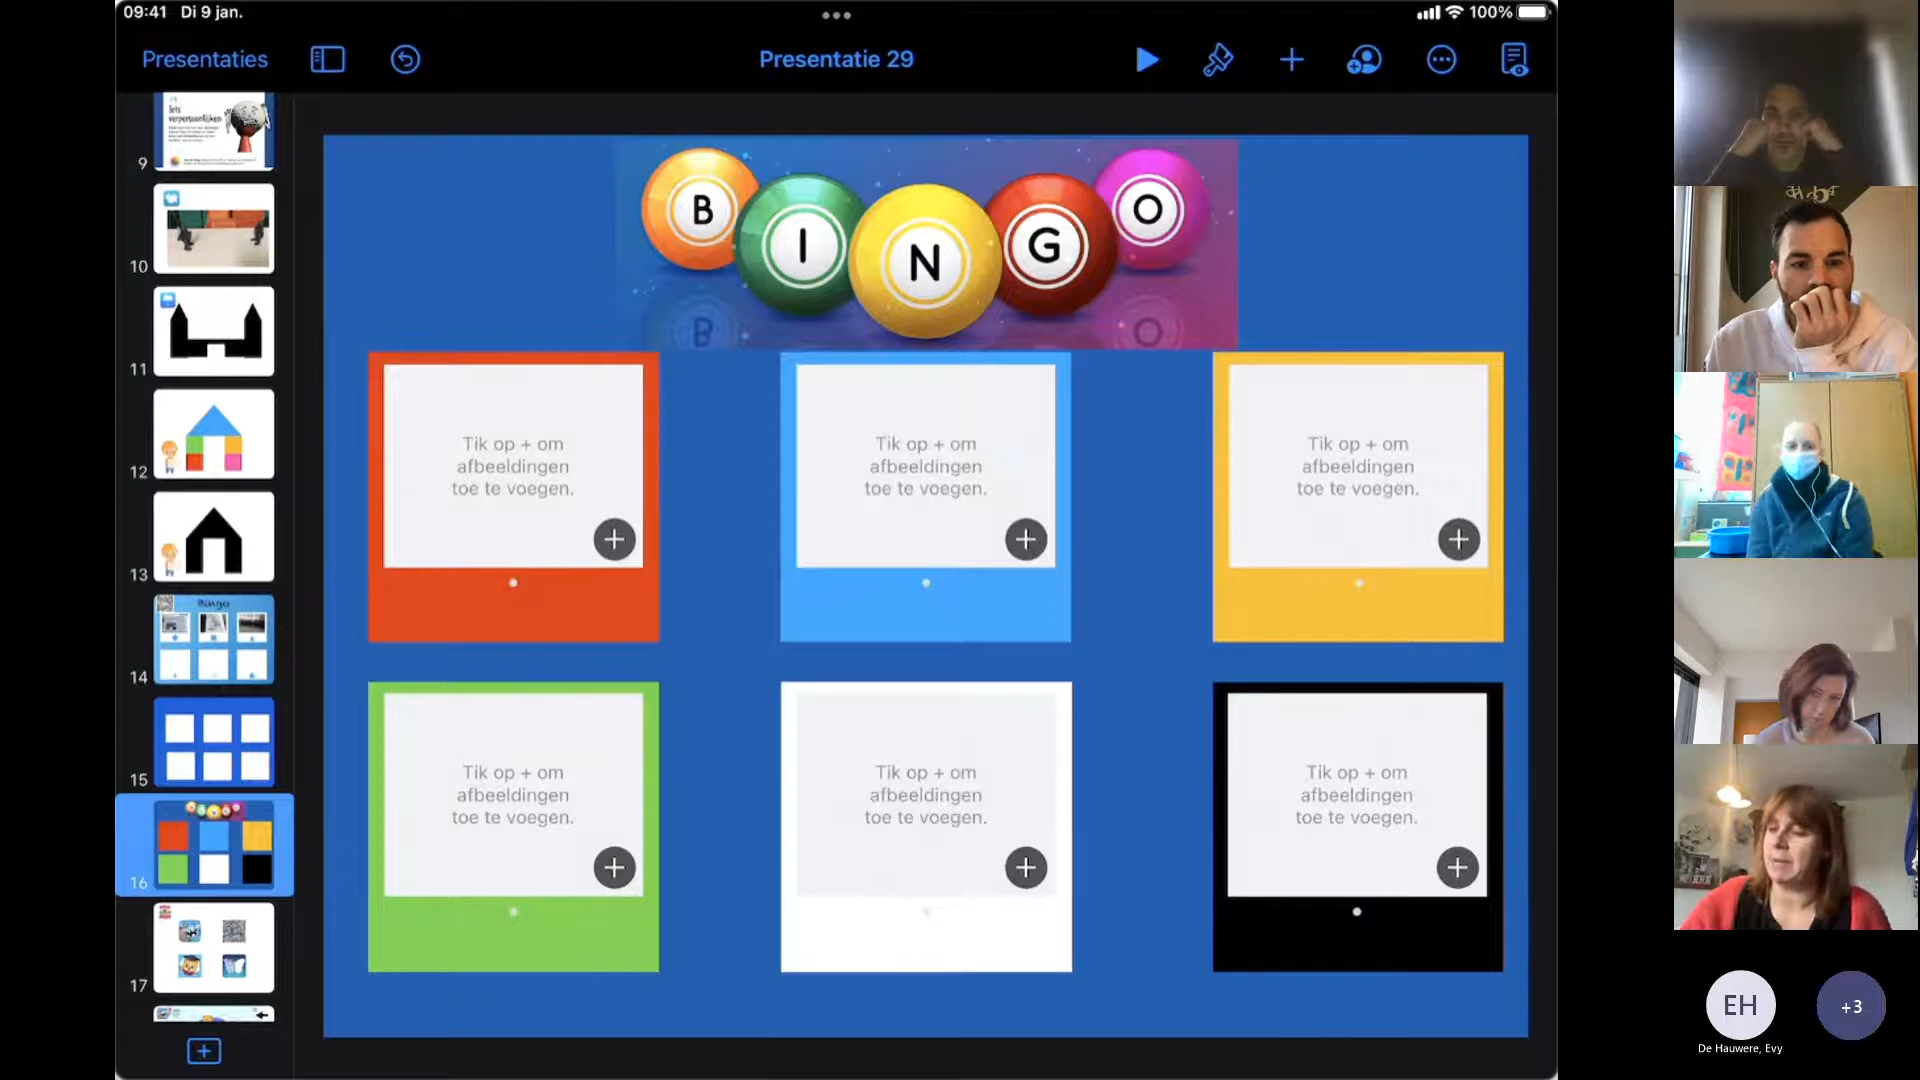 09:41 Di 9 jan.
100%
Presentaties
Presentatie 29
Iets
verpersoonlijken
9
10
11
12
13
Bingo
14
15
16
17
B I N G O
B
O
Tik op + om
afbeeldingen
toe te voegen.
Tik op + om
afbeeldingen
toe te voegen.
Tik op + om
afbeeldingen
toe te voegen.
Tik op + om
afbeeldingen
toe te voegen.
Tik op + om
afbeeldingen
toe te voegen.
Tik op + om
afbeeldingen
toe te voegen.
EH
+3
De Hauwere, Evy